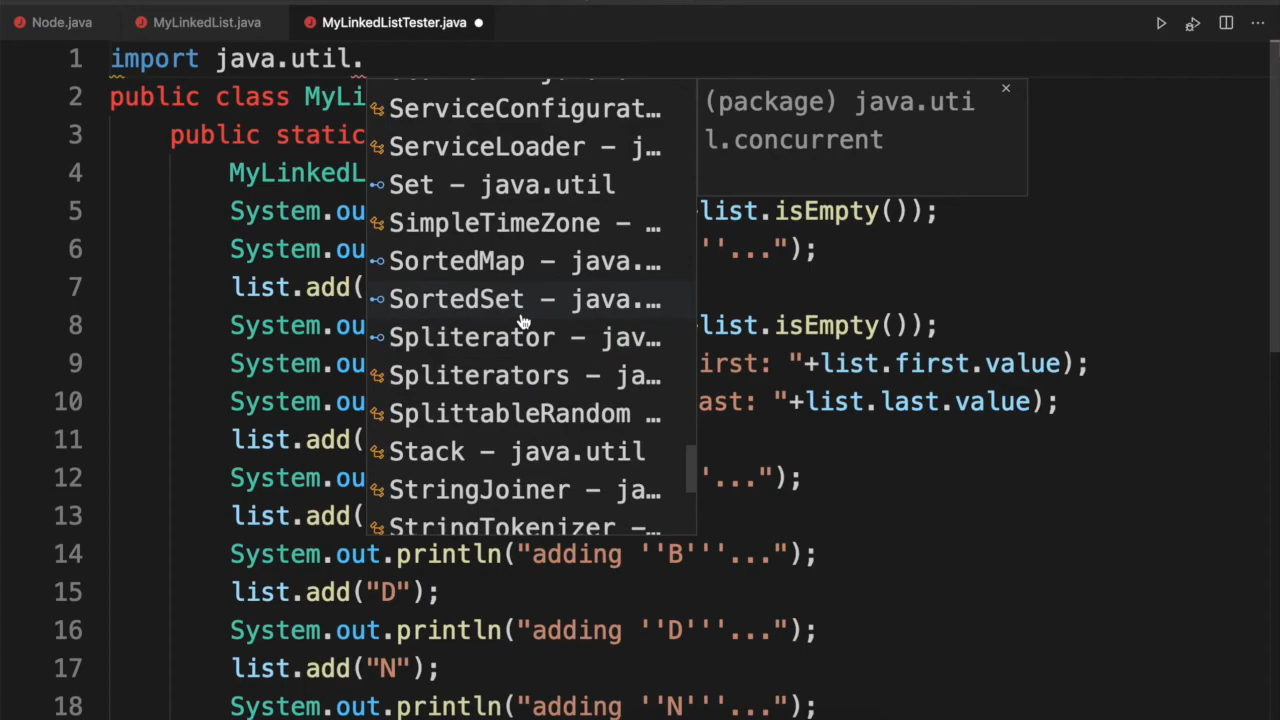 Node.java MyLinkedList.java MyLinkedListTester.java
1 import java.util.
2 public class MyLi
3 public static
4 MyLinkedL
5 System.ou list.isEmpty());
6 System.ou ''...");
7 list.add(
8 System.ou list.isEmpty());
9 System.ou irst: "+list.first.value);
10 System.ou ast: "+list.last.value);
11 list.add(
12 System.ou '...");
13 list.add(
14 System.out.println("adding ''B'''...");
15 list.add("D");
16 System.out.println("adding ''D'''...");
17 list.add("N");
18 System.out.println("adding ''N'''...");
ServiceConfigurat…
ServiceLoader – j…
Set – java.util
SimpleTimeZone – …
SortedMap – java.…
SortedSet – java.…
Spliterator – jav…
Spliterators – ja…
SplittableRandom …
Stack – java.util
StringJoiner – ja…
StringTokenizer –…
(package) java.uti
l.concurrent